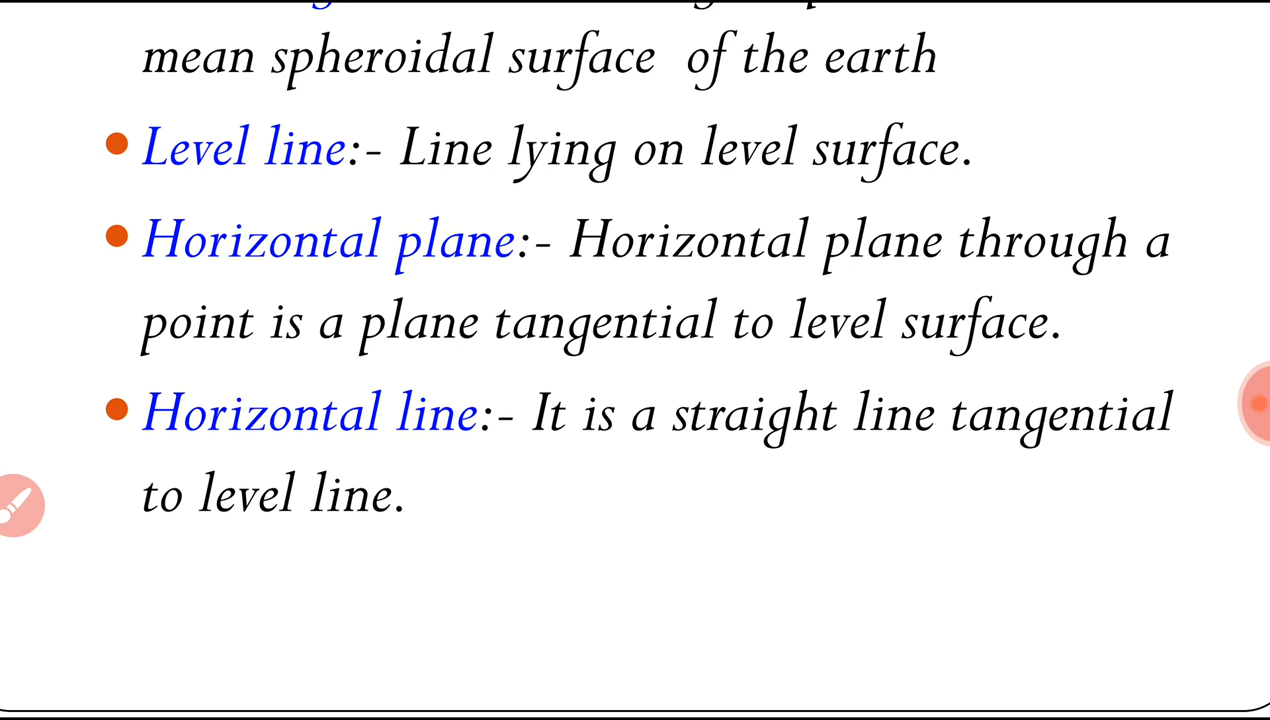 mean spheroidal surface of the earth
Level line:- Line lying on level surface.
Horizontal plane:- Horizontal plane through a
point is a plane tangential to level surface.
Horizontal line:- It is a straight line tangential
to level line.